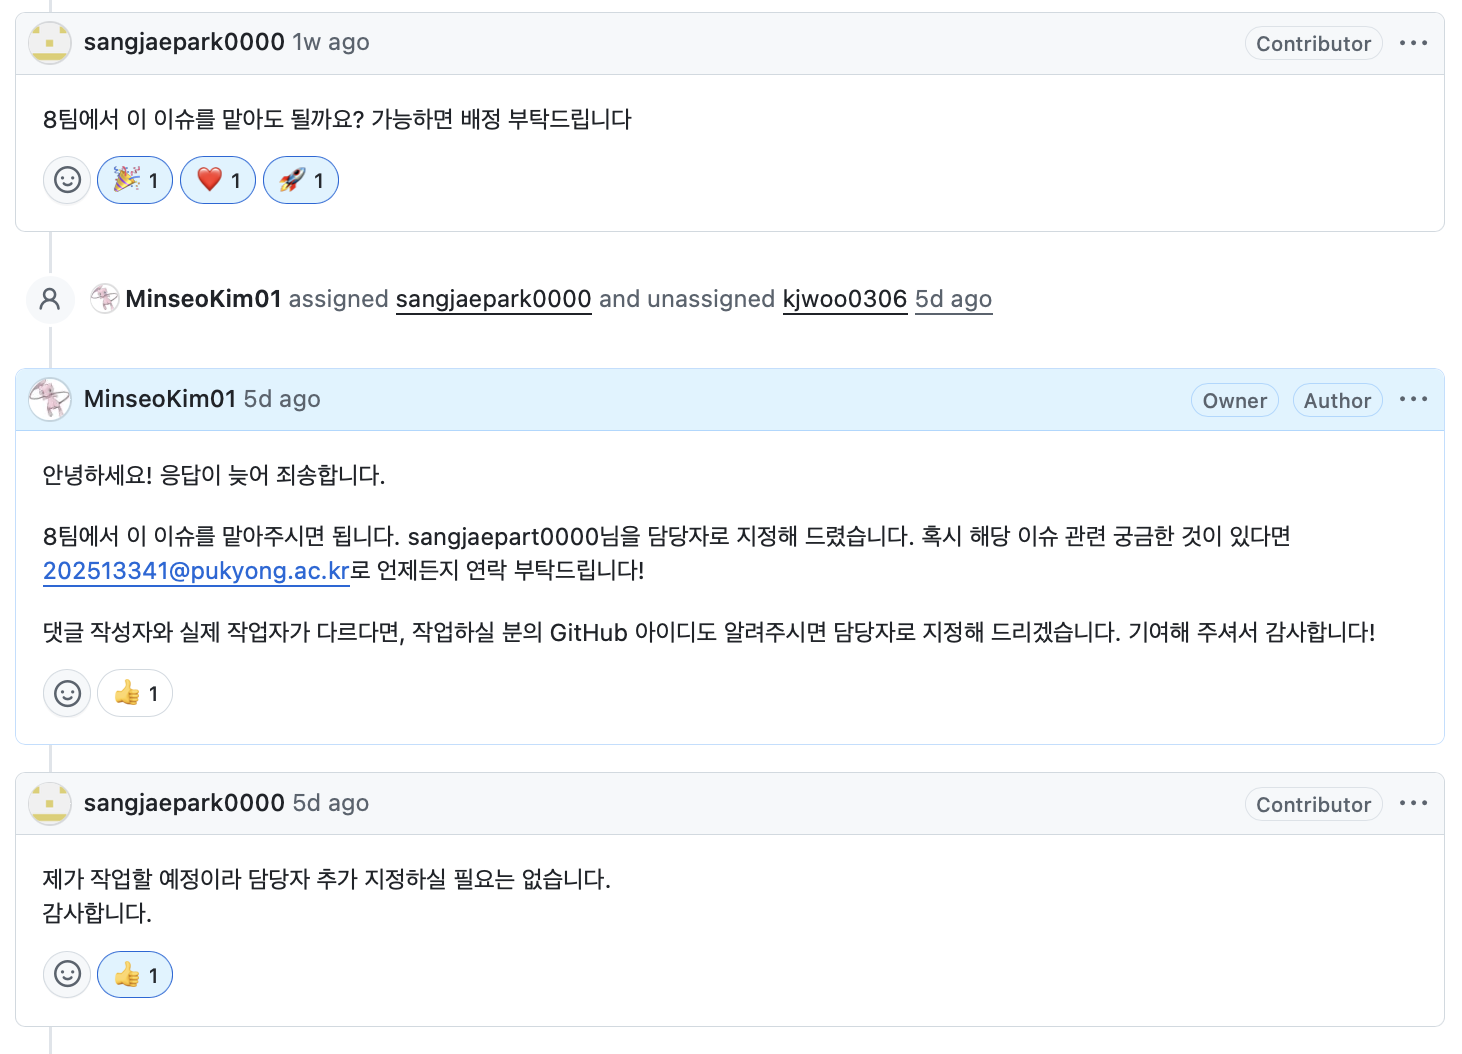 sangjaepark0000 1w ago Contributor
8팀에서 이 이슈를 맡아도 될까요? 가능하면 배정 부탁드립니다
1 1 1
MinseoKim01 assigned sangjaepark0000 and unassigned kjwoo0306 5d ago
MinseoKim01 5d ago Owner Author
안녕하세요! 응답이 늦어 죄송합니다.
8팀에서 이 이슈를 맡아주시면 됩니다. sangjaepart0000님을 담당자로 지정해 드렸습니다. 혹시 해당 이슈 관련 궁금한 것이 있다면
202513341@pukyong.ac.kr로 언제든지 연락 부탁드립니다!
댓글 작성자와 실제 작업자가 다르다면, 작업하실 분의 GitHub 아이디도 알려주시면 담당자로 지정해 드리겠습니다. 기여해 주셔서 감사합니다!
1
sangjaepark0000 5d ago Contributor
제가 작업할 예정이라 담당자 추가 지정하실 필요는 없습니다.
감사합니다.
1